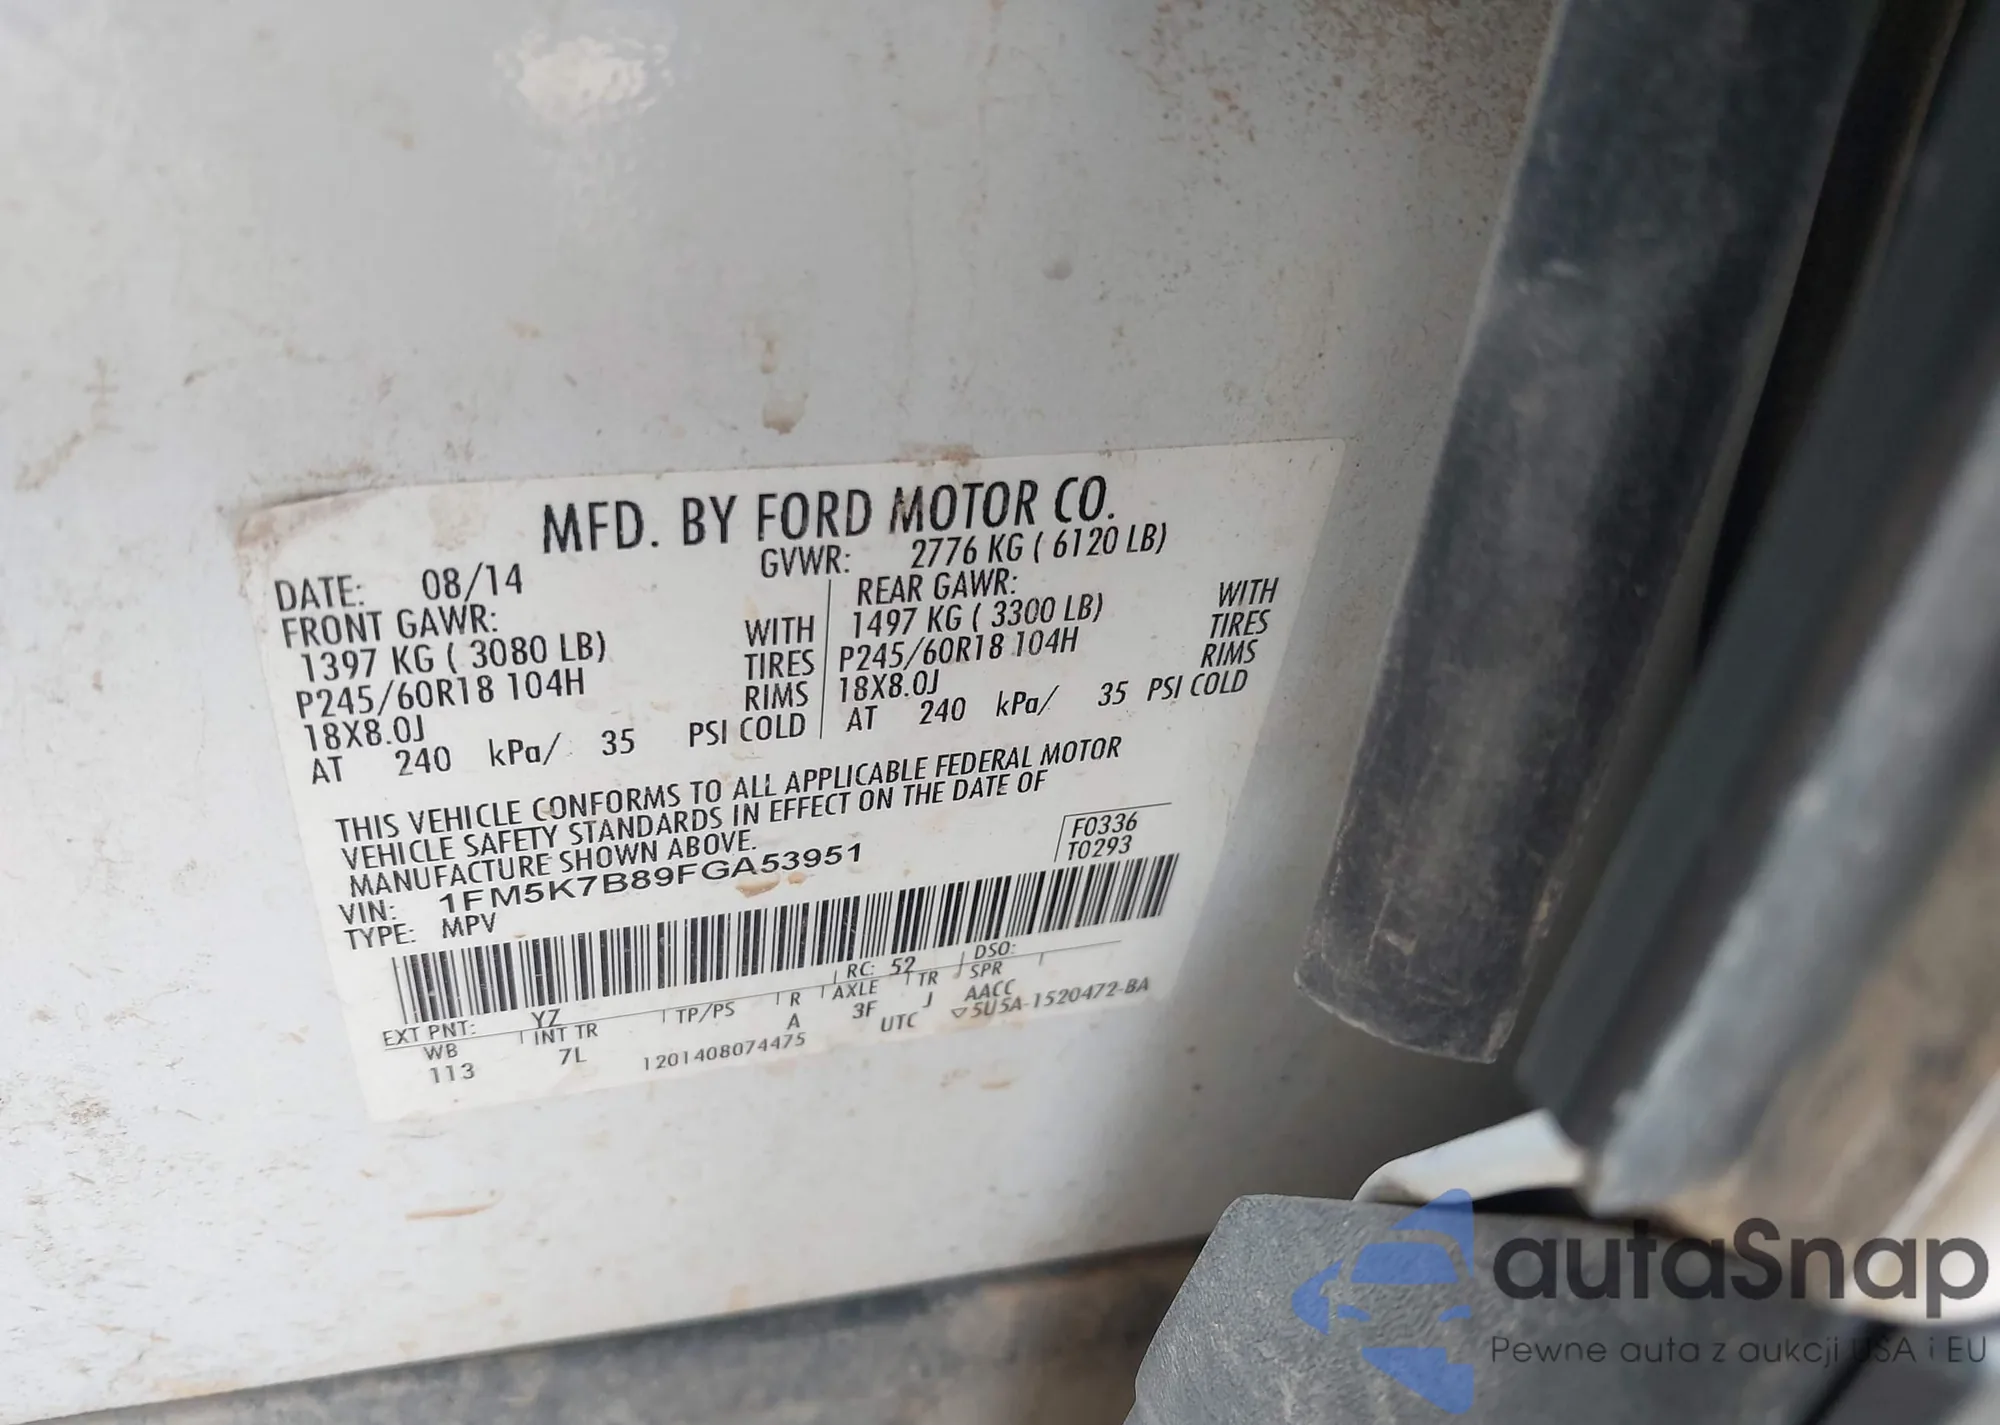 MFD. BY FORD MOTOR CO.
DATE: 08/14 GVWR: 2776 KG ( 6120 LB)
FRONT GAWR: REAR GAWR:
1397 KG ( 3080 LB) WITH 1497 KG ( 3300 LB) WITH
P245/60R18 104H TIRES P245/60R18 104H TIRES
18X8.0J RIMS 18X8.0J RIMS
AT 240 kPa/ 35 PSI COLD AT 240 kPa/ 35 PSI COLD
THIS VEHICLE CONFORMS TO ALL APPLICABLE FEDERAL MOTOR
VEHICLE SAFETY STANDARDS IN EFFECT ON THE DATE OF
MANUFACTURE SHOWN ABOVE.
F0336
T0293
VIN: 1FM5K7B89FGA53951
TYPE: MPV
EXT PNT: YZ RC: 52 DSO:
WB INT TR TP/PS R AXLE TR SPR
113 7L A 3F J AACC
1201408074475 UTC ▽5U5A-1520472-BA
autaSnap
Pewne auta z aukcji USA i EU